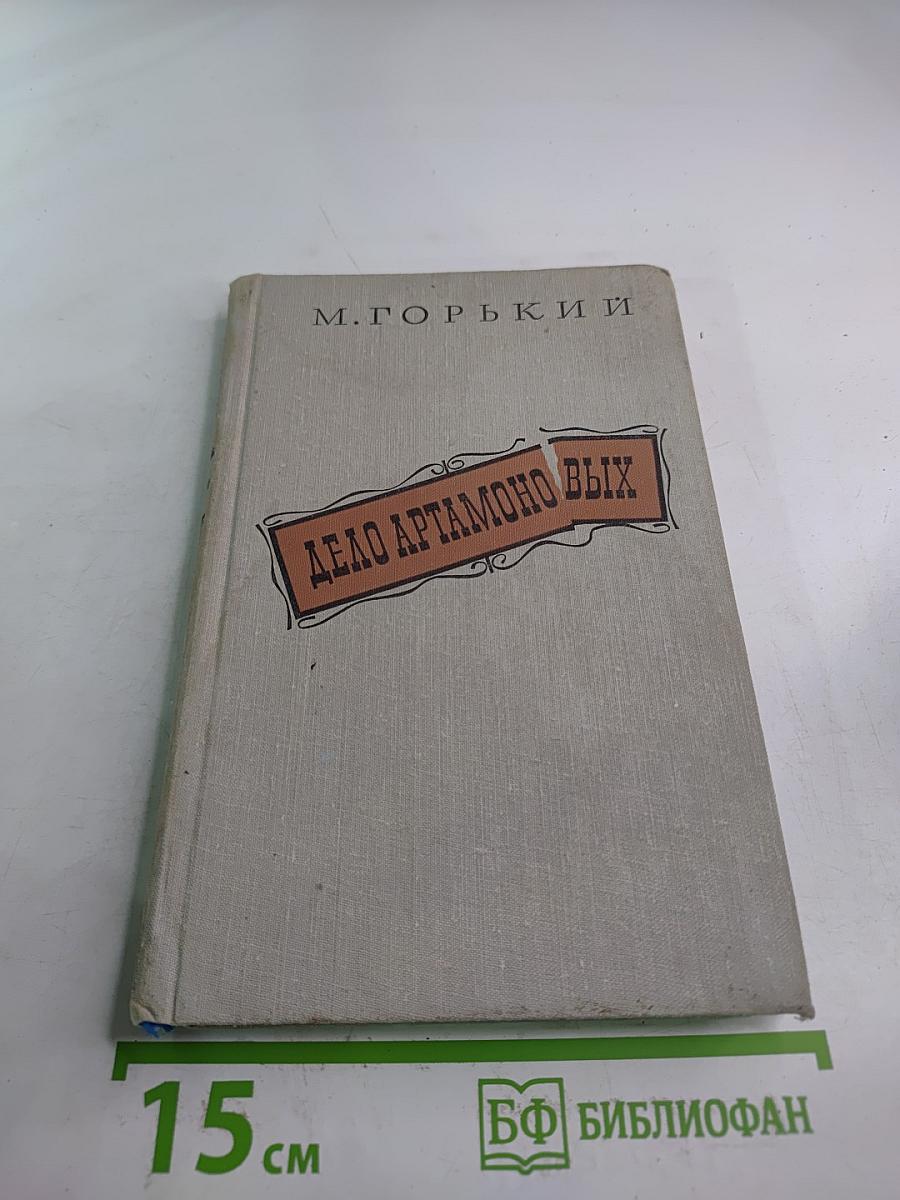 М.ГОРЬКИЙ
ДЕЛО АРТАМОНОВЫХ
15 см
БФ БИБЛИОФАН